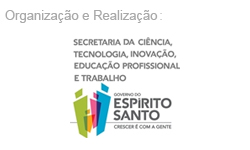 Organização e Realização:
SECRETARIA DA CIÊNCIA,
TECNOLOGIA, INOVAÇÃO,
EDUCAÇÃO PROFISSIONAL
E TRABALHO
GOVERNO DO
ESPÍRITO
SANTO
CRESCER É COM A GENTE